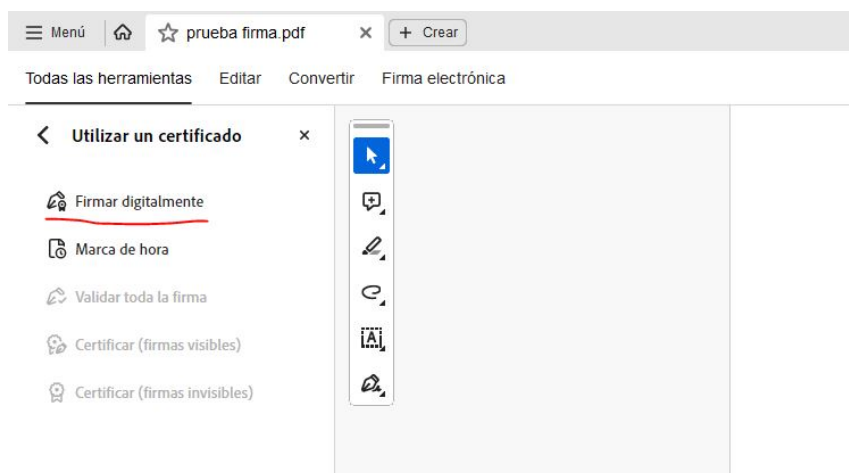 Menú prueba firma.pdf + Crear
Todas las herramientas Editar Convertir Firma electrónica
Utilizar un certificado
Firmar digitalmente
Marca de hora
Validar toda la firma
Certificar (firmas visibles)
Certificar (firmas invisibles)
A